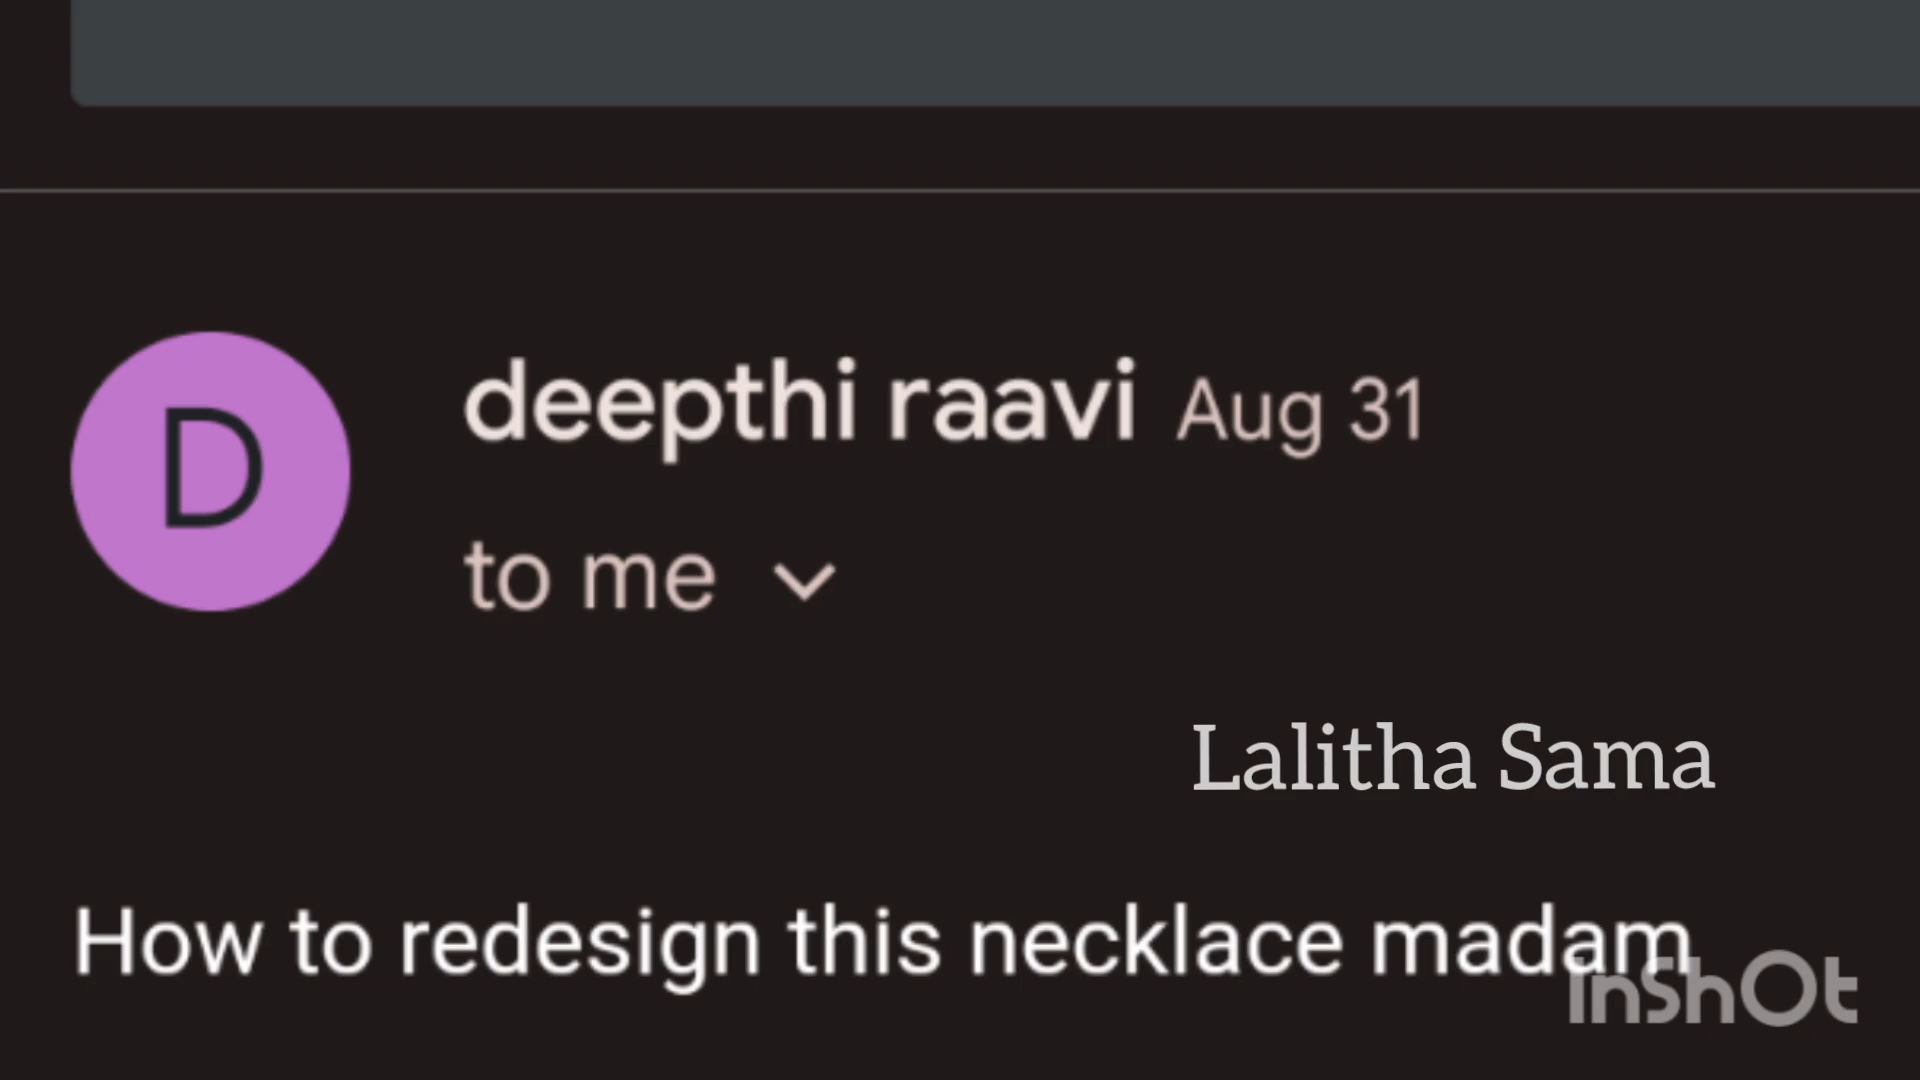 D
deepthi raavi Aug 31
to me
Lalitha Sama
How to redesign this necklace madam
InShOt